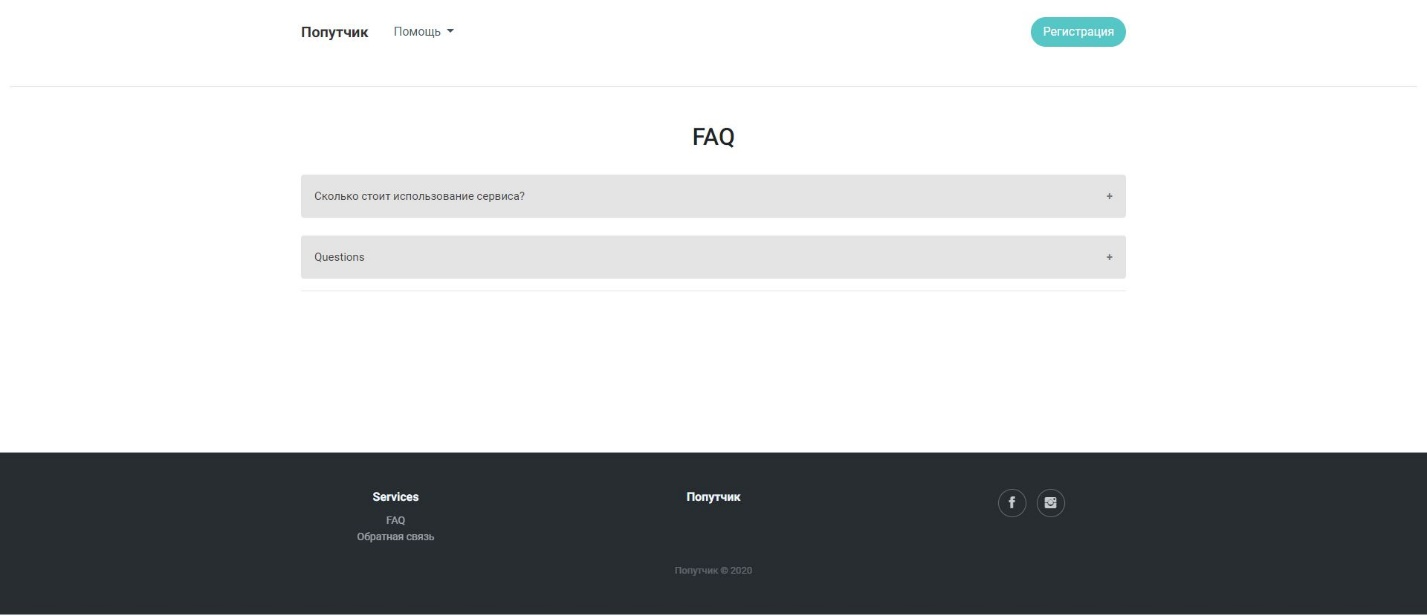 Попутчик Помощь Регистрация
FAQ
Сколько стоит использование сервиса? +
Questions +
Services Попутчик
FAQ
Обратная связь
Попутчик © 2020